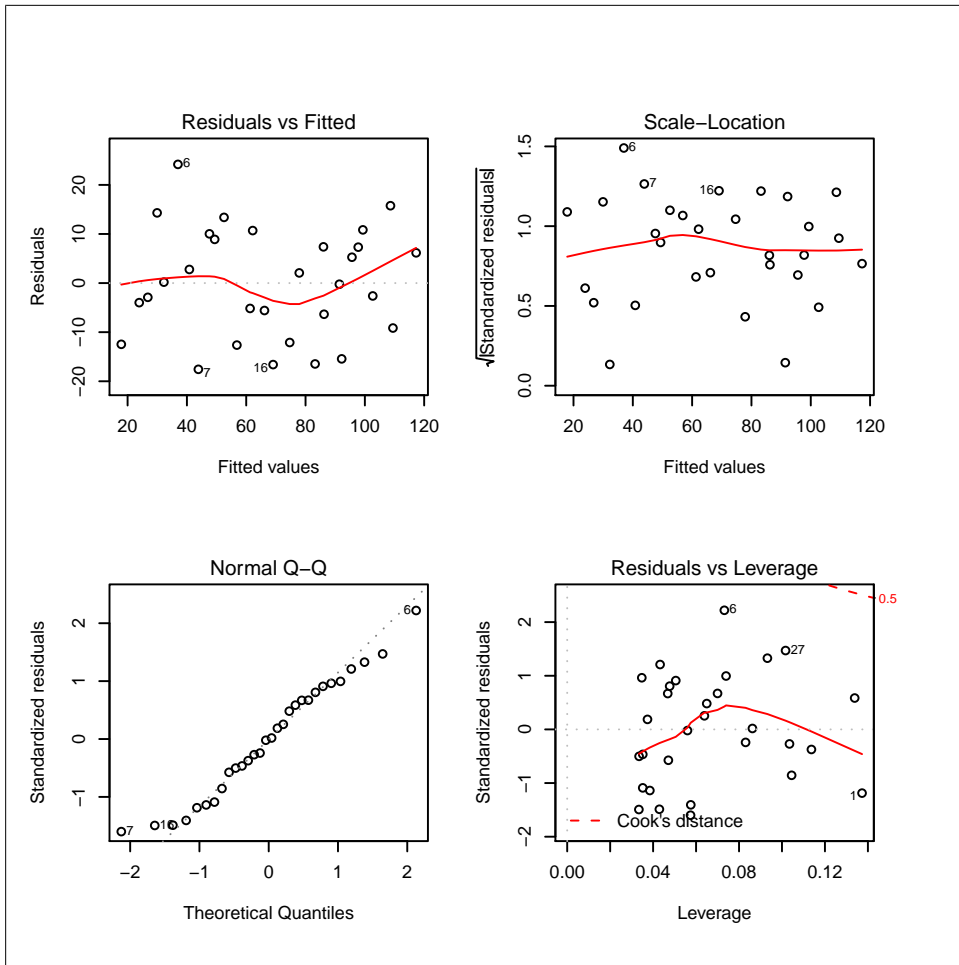 Residuals vs Fitted
Residuals
20
10
0
−10
−20
6
7
16
20 40 60 80 100 120
Fitted values
Scale−Location
√|Standardized residuals|
1.5
1.0
0.5
0.0
6
7
16
20 40 60 80 100 120
Fitted values
Normal Q−Q
Standardized residuals
2
1
0
−1
6
7
16
−2 −1 0 1 2
Theoretical Quantiles
Residuals vs Leverage
Standardized residuals
2
1
0
−1
−2
0.5
6
27
1
Cook's distance
0.00 0.04 0.08 0.12
Leverage